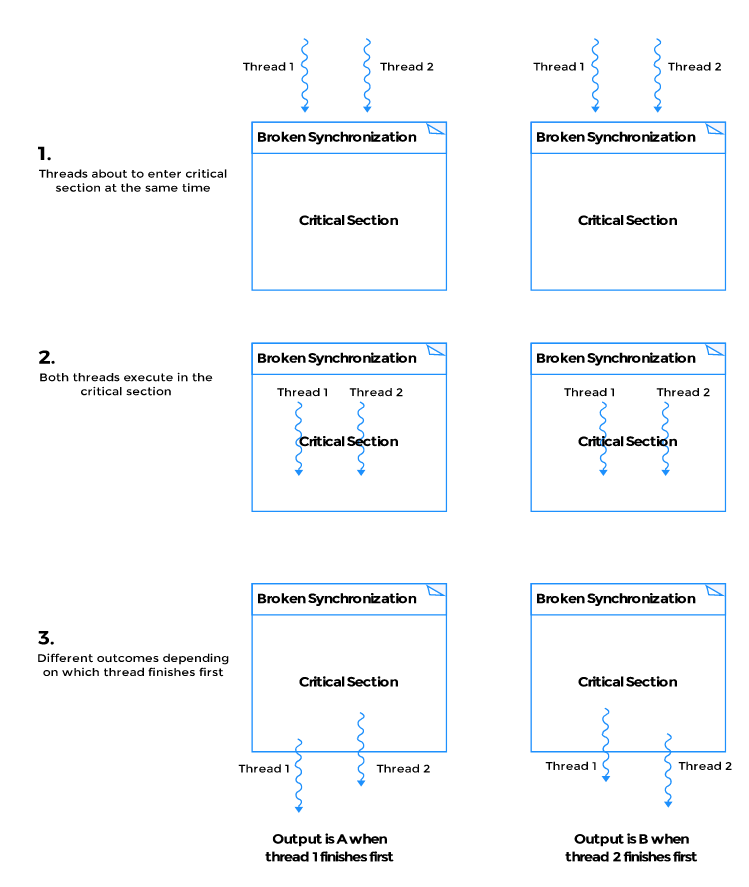 Thread 1
Thread 2
Thread 1
Thread 2
1.
Threads about to enter critical
section at the same time
Broken Synchronization
Critical Section
Broken Synchronization
Critical Section
2.
Both threads execute in the
critical section
Broken Synchronization
Thread 1
Thread 2
Critical Section
Broken Synchronization
Thread 1
Thread 2
Critical Section
3.
Different outcomes depending
on which thread finishes first
Broken Synchronization
Critical Section
Thread 1
Thread 2
Broken Synchronization
Critical Section
Thread 1
Thread 2
Output is A when
thread 1 finishes first
Output is B when
thread 2 finishes first